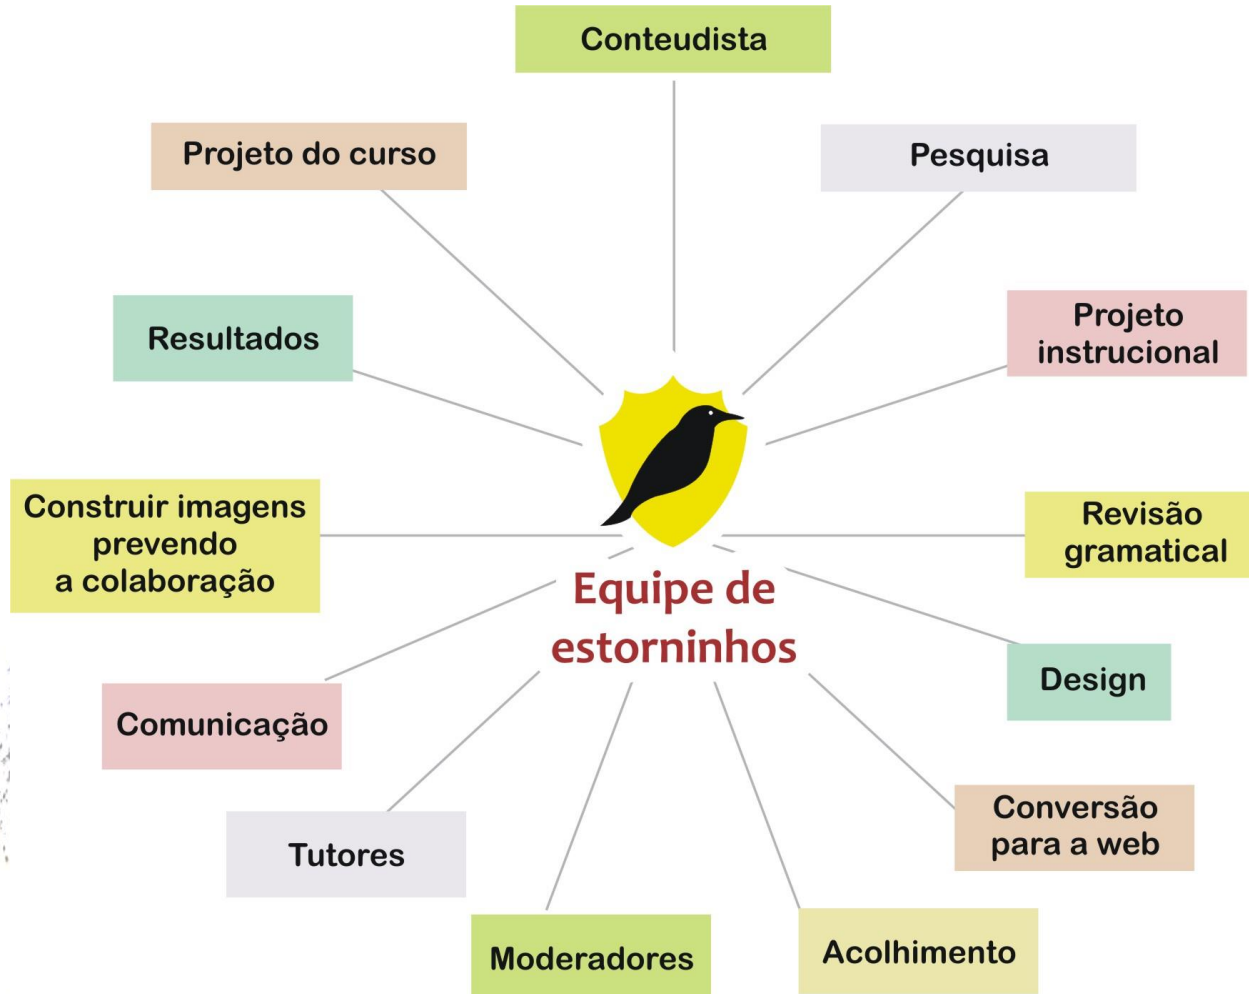 Conteudista
Projeto do curso
Pesquisa
Resultados
Projeto
instrucional
Construir imagens
prevendo
a colaboração
Revisão
gramatical
Equipe de
estorninhos
Comunicação
Design
Tutores
Conversão
para a web
Moderadores
Acolhimento